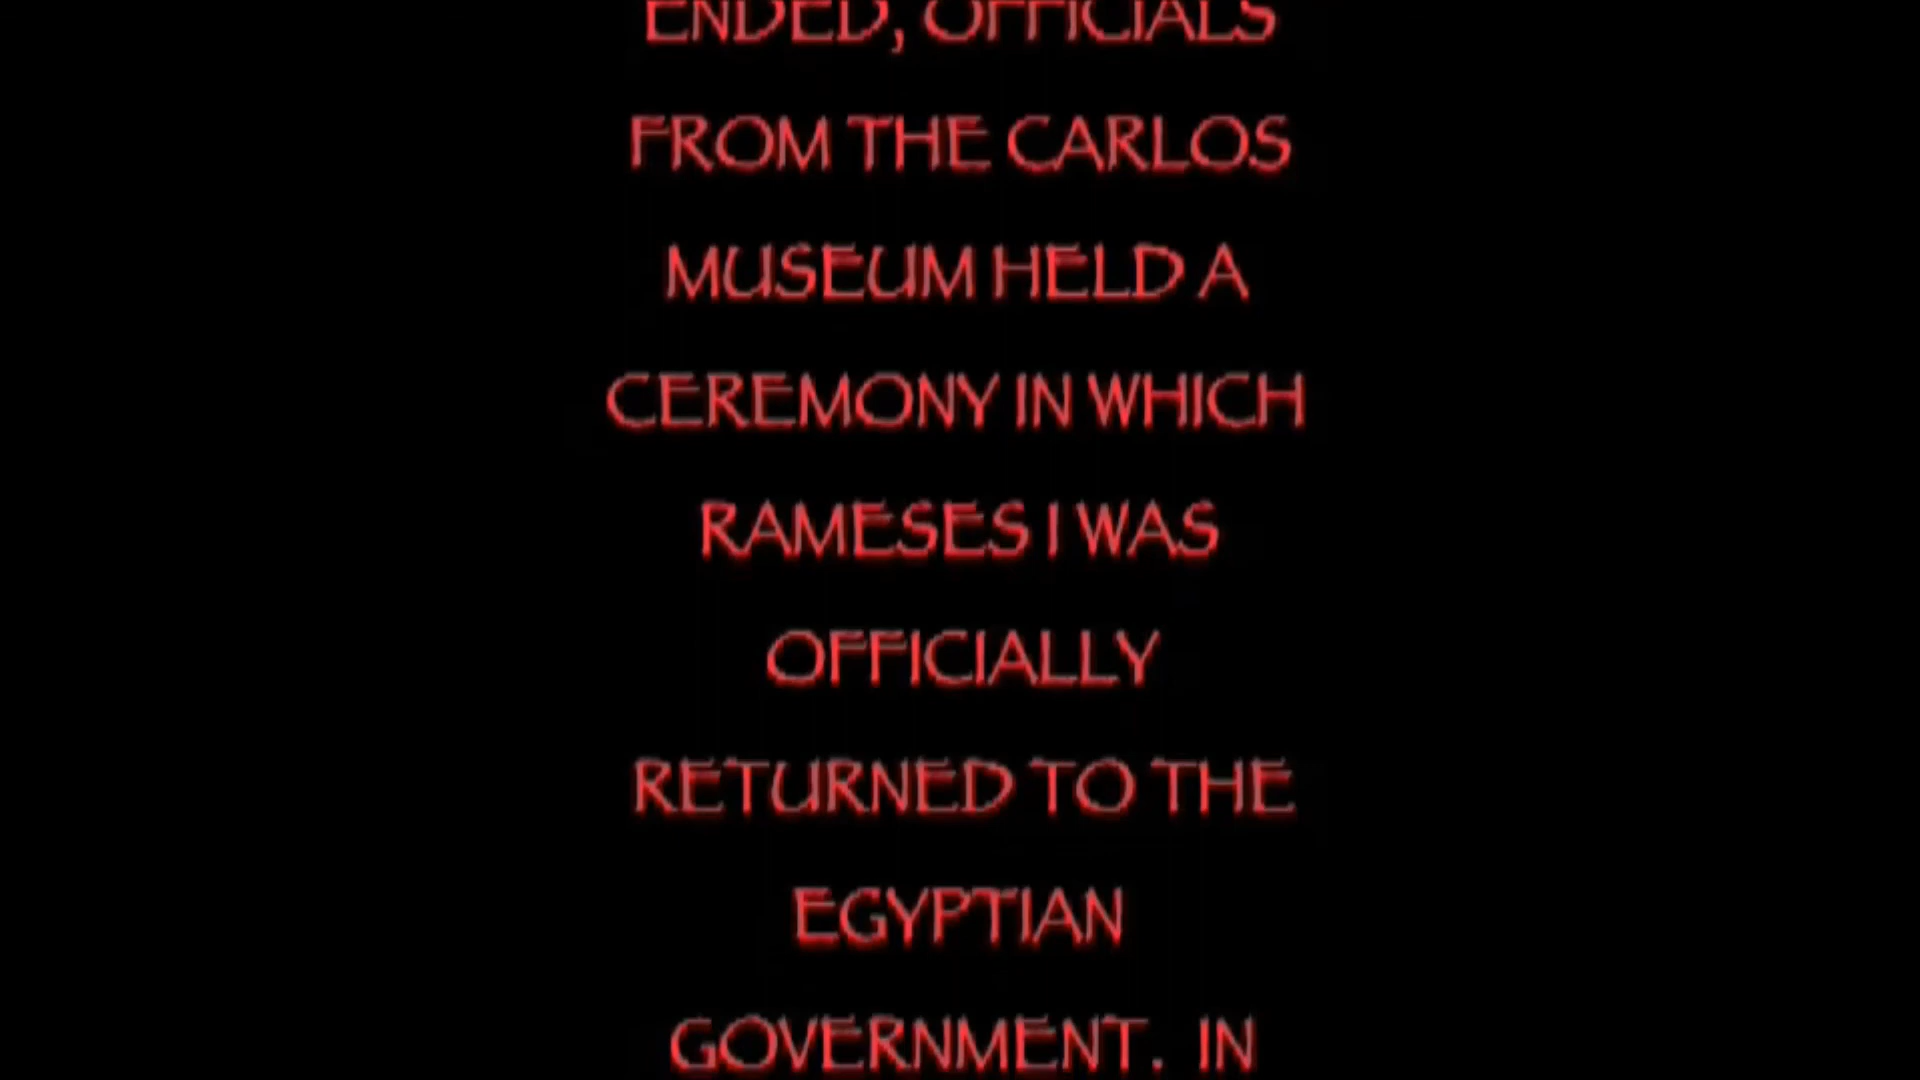 ENDED, OFFICIALS
FROM THE CARLOS
MUSEUM HELD A
CEREMONY IN WHICH
RAMESES I WAS
OFFICIALLY
RETURNED TO THE
EGYPTIAN
GOVERNMENT. IN